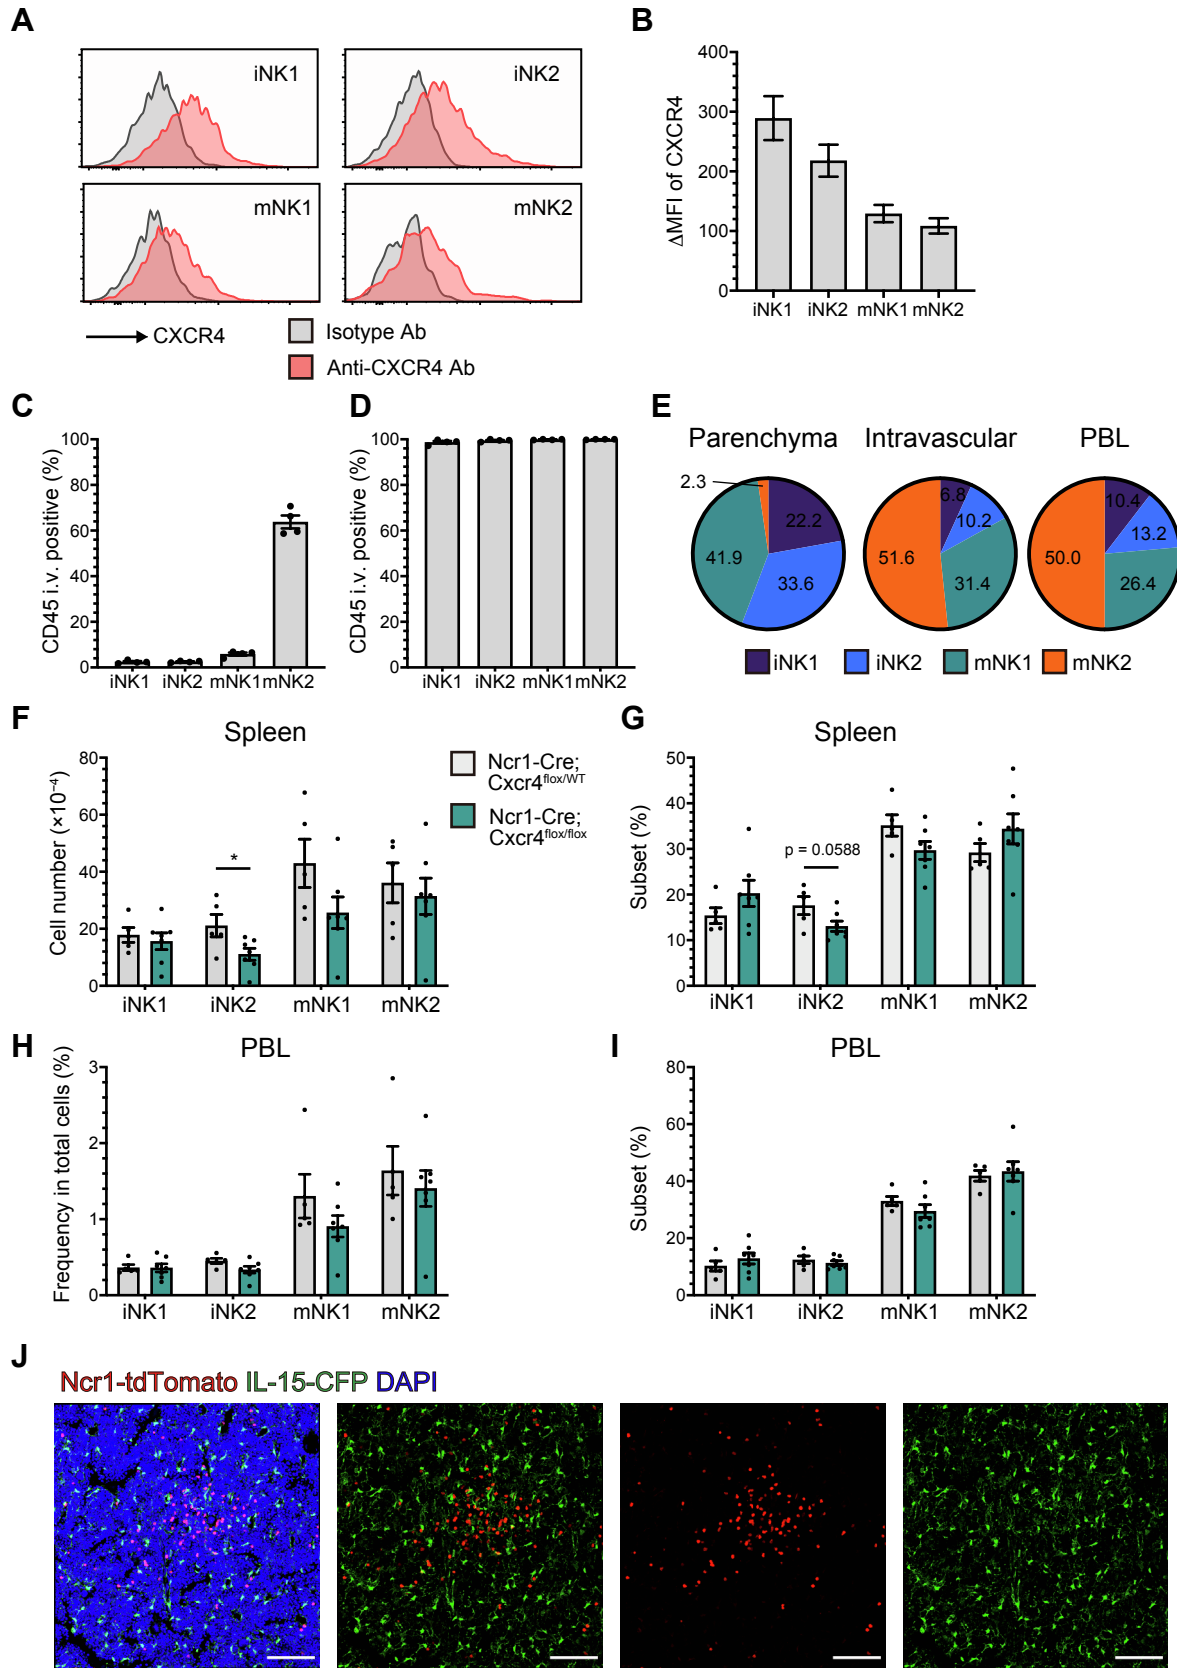 A
iNK1
iNK2
mNK1
mNK2
CXCR4
Isotype Ab
Anti-CXCR4 Ab
B
ΔMFI of CXCR4
400
300
200
100
0
iNK1 iNK2 mNK1 mNK2
C
CD45 i.v. positive (%)
100
80
60
40
20
0
iNK1 iNK2 mNK1 mNK2
D
CD45 i.v. positive (%)
100
80
60
40
20
0
iNK1 iNK2 mNK1 mNK2
E
Parenchyma Intravascular PBL
2.3
22.2
41.9
33.6
6.8
10.2
51.6
31.4
10.4
13.2
50.0
26.4
iNK1 iNK2 mNK1 mNK2
F
Spleen
Cell number (×10⁻⁴)
80
60
40
20
0
*
iNK1 iNK2 mNK1 mNK2
Ncr1-Cre;
Cxcr4flox/WT
Ncr1-Cre;
Cxcr4flox/flox
G
Spleen
Subset (%)
50
40
30
20
10
0
p = 0.0588
iNK1 iNK2 mNK1 mNK2
H
PBL
Frequency in total cells (%)
3
2
1
0
iNK1 iNK2 mNK1 mNK2
I
PBL
Subset (%)
80
60
40
20
0
iNK1 iNK2 mNK1 mNK2
J
Ncr1-tdTomato IL-15-CFP DAPI